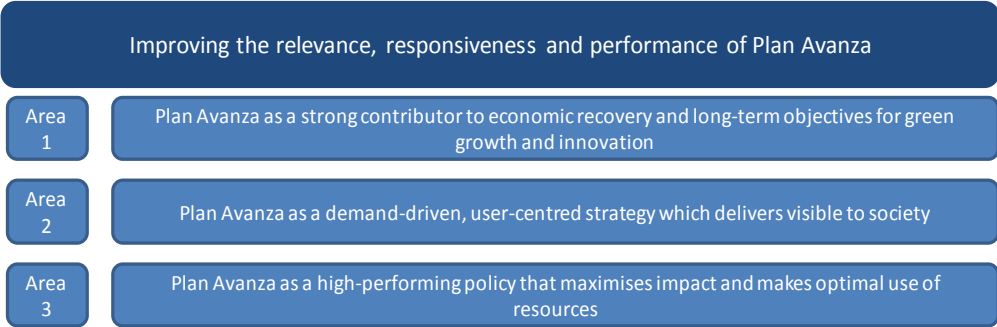 Improving the relevance, responsiveness and performance of Plan Avanza
Area
1
Plan Avanza as a strong contributor to economic recovery and long-term objectives for green
growth and innovation
Area
2
Plan Avanza as a demand-driven, user-centred strategy which delivers visible to society
Area
3
Plan Avanza as a high-performing policy that maximises impact and makes optimal use of
resources